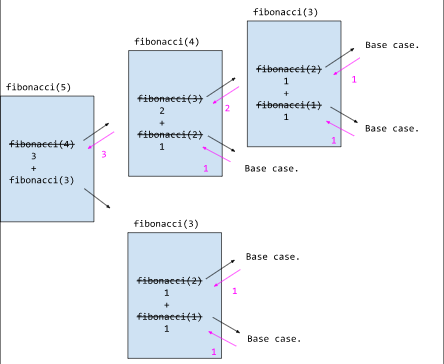 fibonacci(3)
Base case.
fibonacci(4)
fibonacci(2)
1
1
+
fibonacci(5)
fibonacci(3)
2
fibonacci(1)
2
1
+
Base case.
fibonacci(2)
1
fibonacci(4)
1
3
3
+
1
Base case.
fibonacci(3)
fibonacci(3)
Base case.
fibonacci(2)
1
1
+
fibonacci(1)
1
Base case.
1